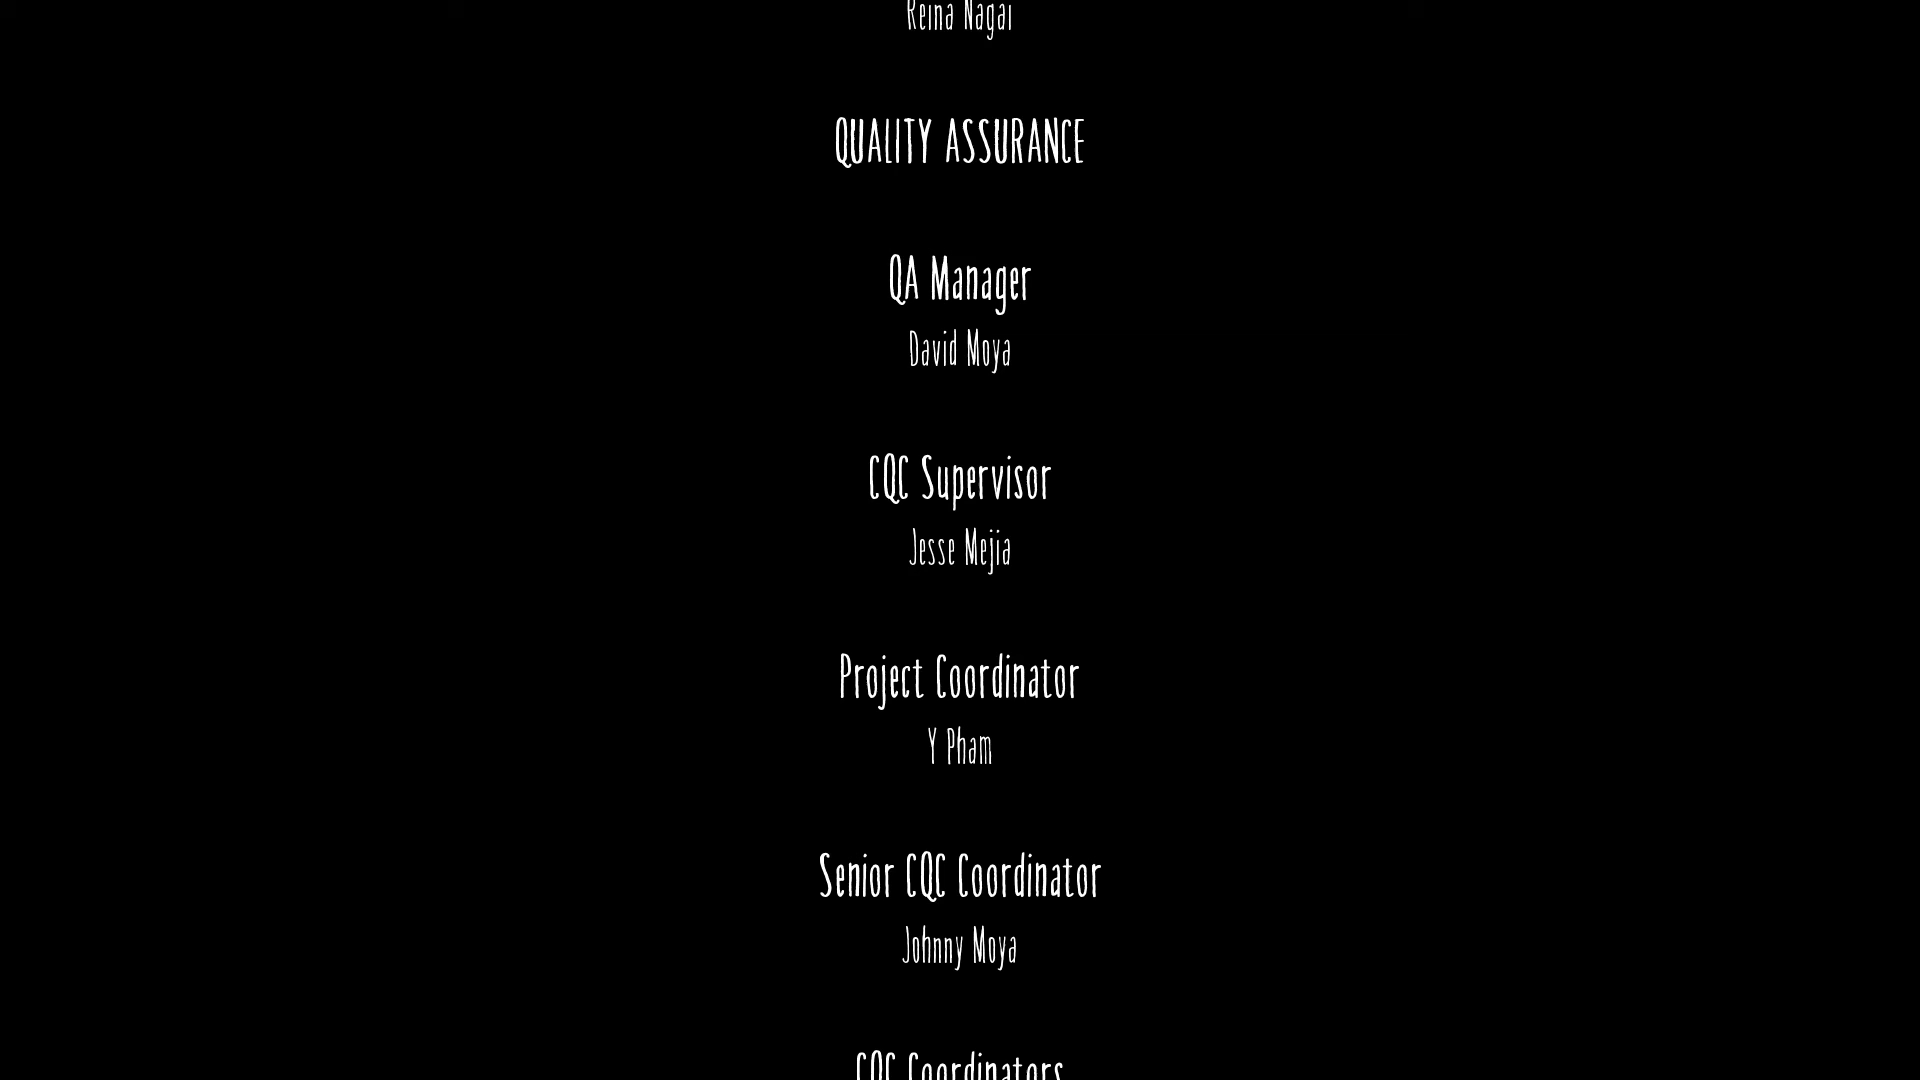 Reina Nagai
QUALITY ASSURANCE
QA Manager
David Moya
CQC Supervisor
Jesse Mejia
Project Coordinator
Y Pham
Senior CQC Coordinator
Johnny Moya
CQC Coordinators